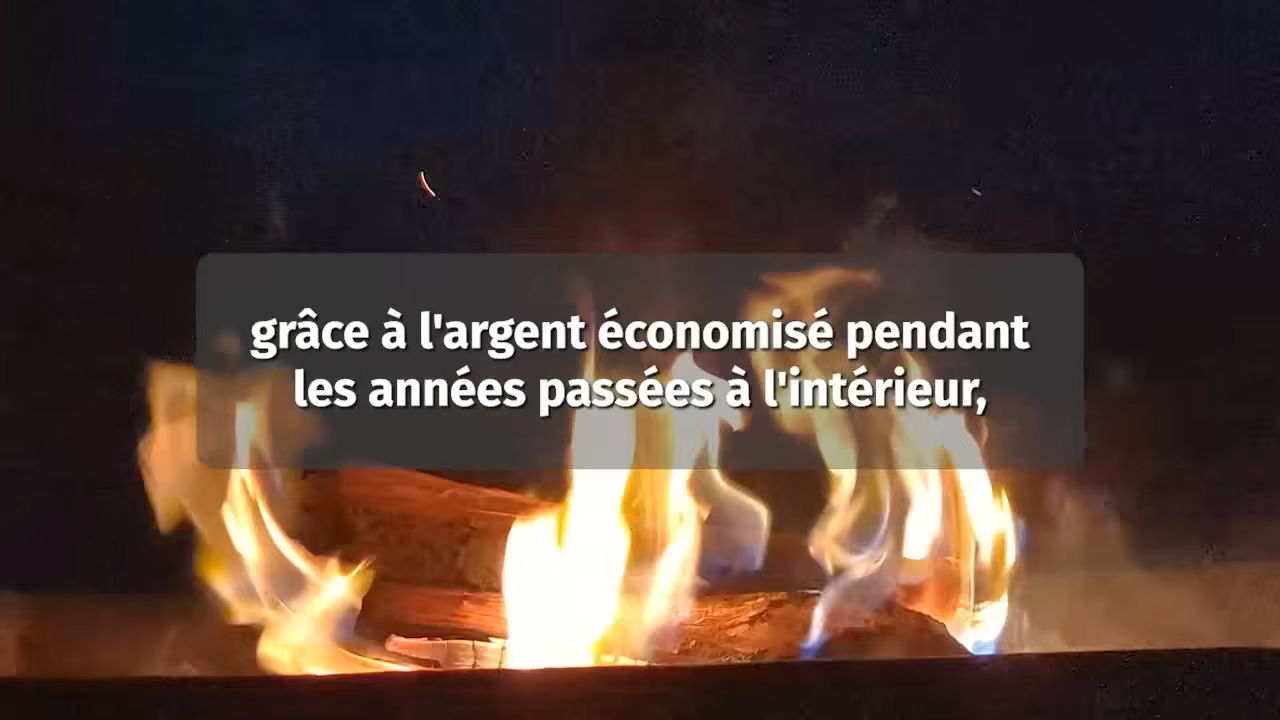 grâce à l'argent économisé pendant
les années passées à l'intérieur,